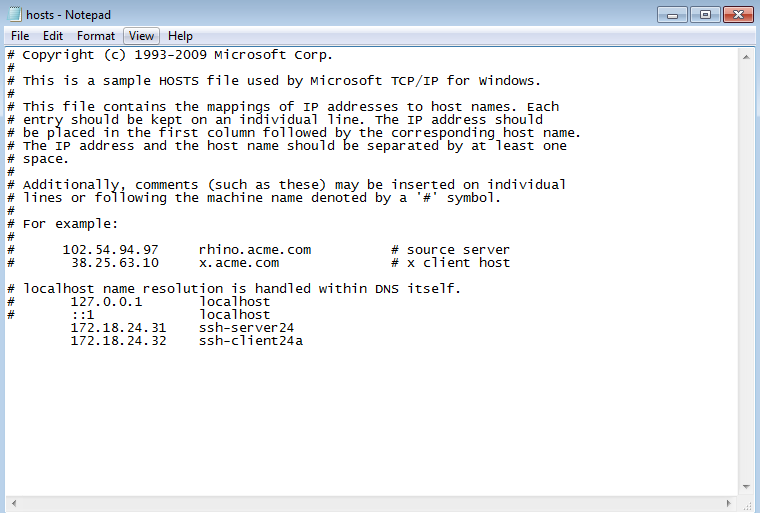 hosts - Notepad
File Edit Format View Help
# Copyright (c) 1993-2009 Microsoft Corp.
#
# This is a sample HOSTS file used by Microsoft TCP/IP for Windows.
#
# This file contains the mappings of IP addresses to host names. Each
# entry should be kept on an individual line. The IP address should
# be placed in the first column followed by the corresponding host name.
# The IP address and the host name should be separated by at least one
# space.
#
# Additionally, comments (such as these) may be inserted on individual
# lines or following the machine name denoted by a '#' symbol.
#
# For example:
#
#      102.54.94.97     rhino.acme.com          # source server
#       38.25.63.10     x.acme.com              # x client host

# localhost name resolution is handled within DNS itself.
#       127.0.0.1       localhost
#       ::1             localhost
        172.18.24.31    ssh-server24
        172.18.24.32    ssh-client24a